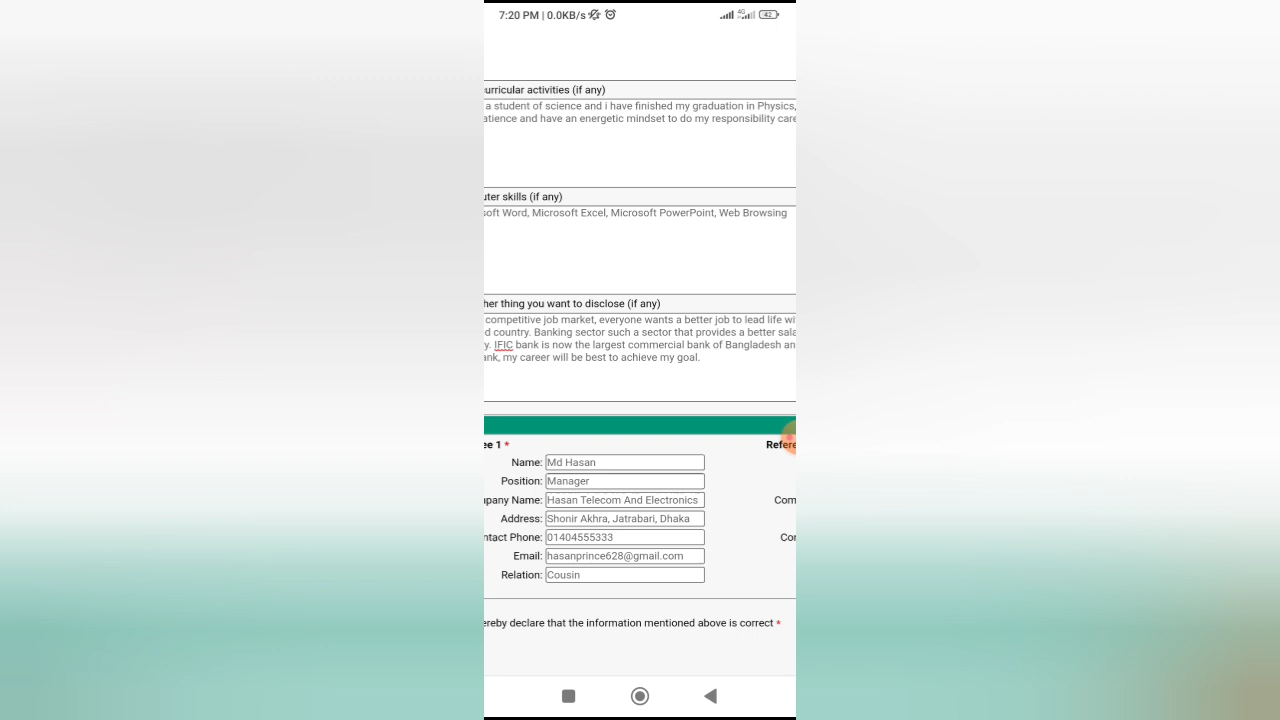 7:20 PM | 0.0KB/s 4G 42
urricular activities (if any)
a student of science and i have finished my graduation in Physics,
atience and have an energetic mindset to do my responsibility care
uter skills (if any)
soft Word, Microsoft Excel, Microsoft PowerPoint, Web Browsing
her thing you want to disclose (if any)
competitive job market, everyone wants a better job to lead life wi
d country. Banking sector such a sector that provides a better sala
y. IFIC bank is now the largest commercial bank of Bangladesh an
ank, my career will be best to achieve my goal.
ee 1 * Refere
Name: Md Hasan
Position: Manager
mpany Name: Hasan Telecom And Electronics Com
Address: Shonir Akhra, Jatrabari, Dhaka
ntact Phone: 01404555333 Cor
Email: hasanprince628@gmail.com
Relation: Cousin
ereby declare that the information mentioned above is correct *